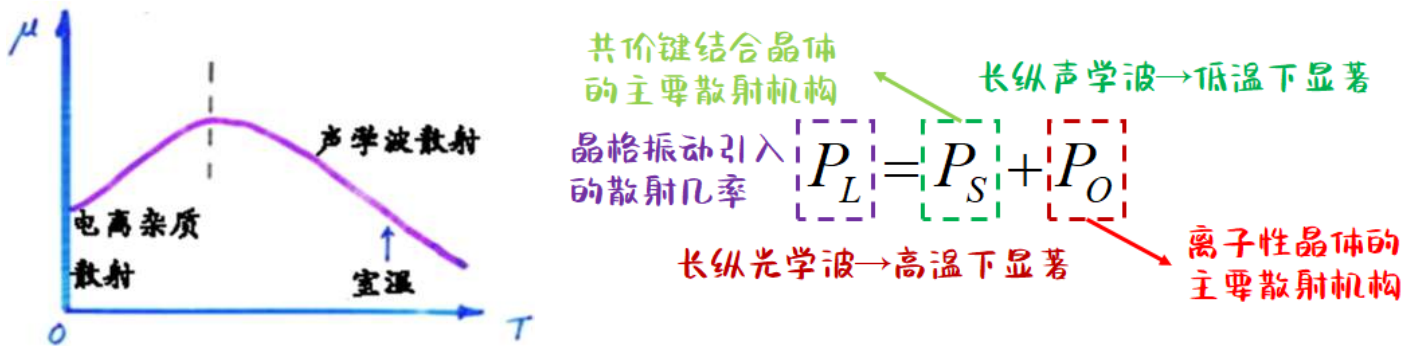 μ
声学波散射
电离杂质
散射
室温
0
T
共价键结合晶体
的主要散射机构
长纵声学波→低温下显著
晶格振动引入
的散射几率
P_L=P_S+P_O
长纵光学波→高温下显著
离子性晶体的
主要散射机构